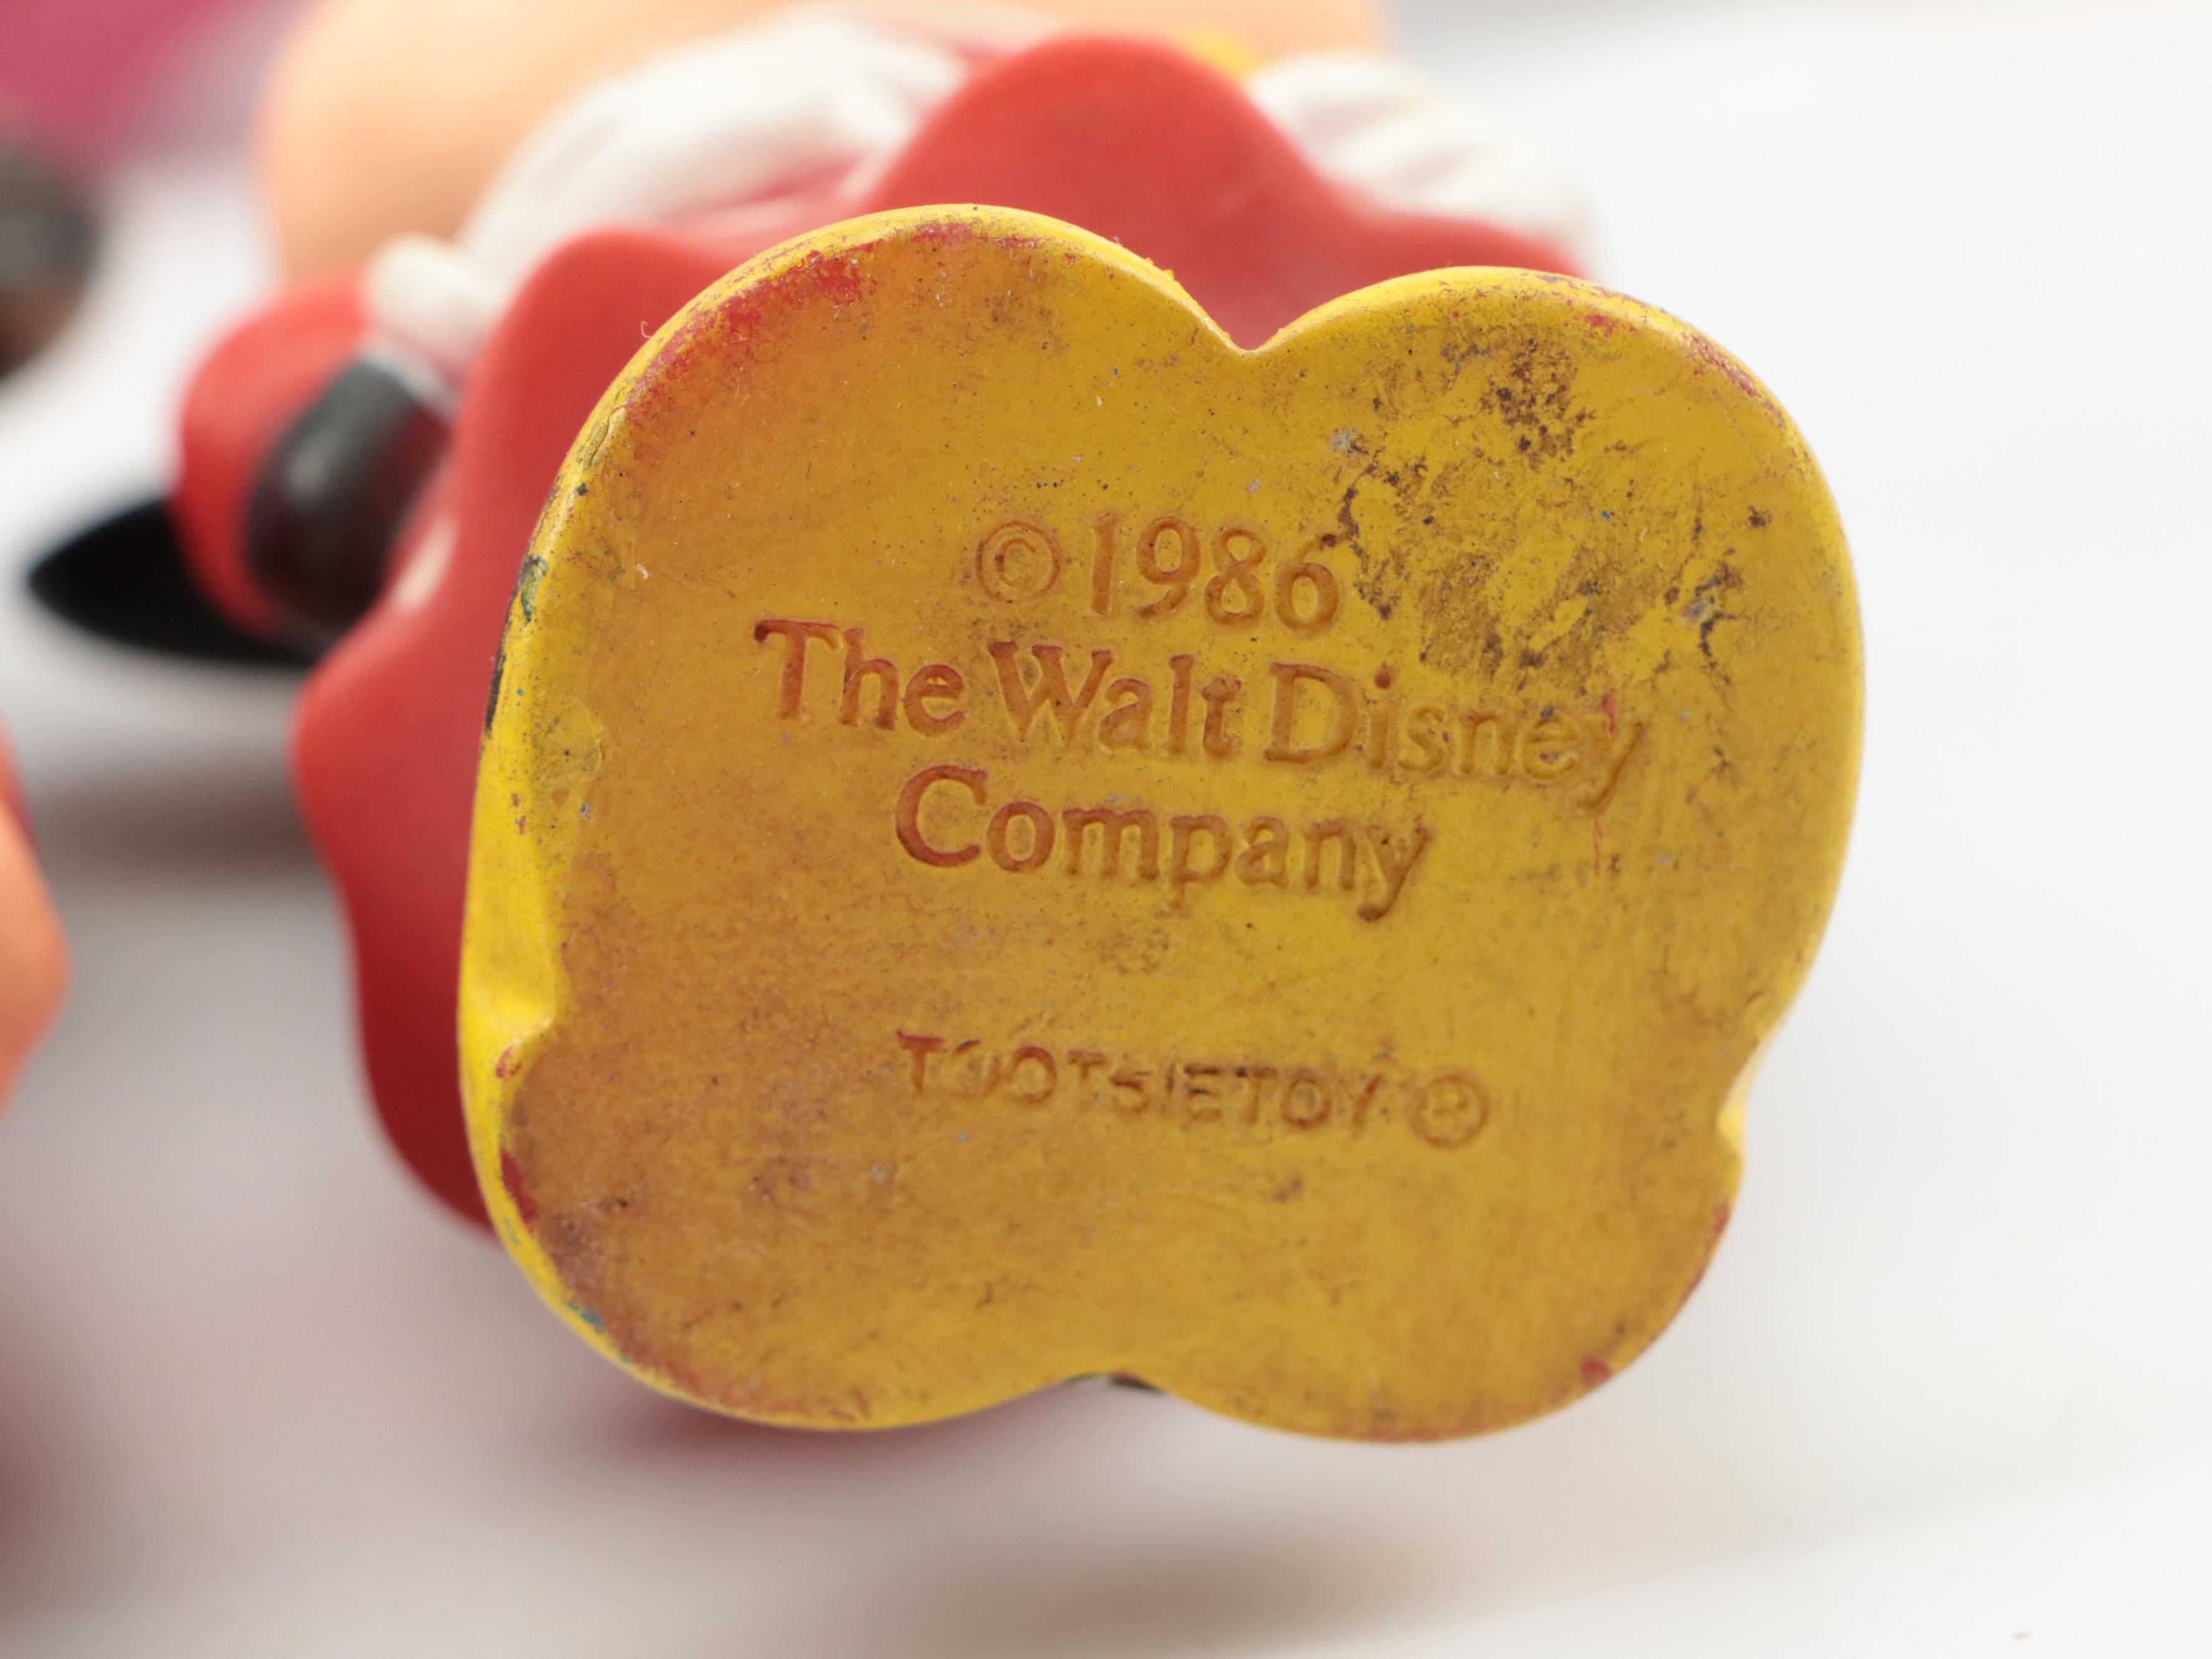 ©1986
The Walt Disney
Company
TOOTSIETOY ®